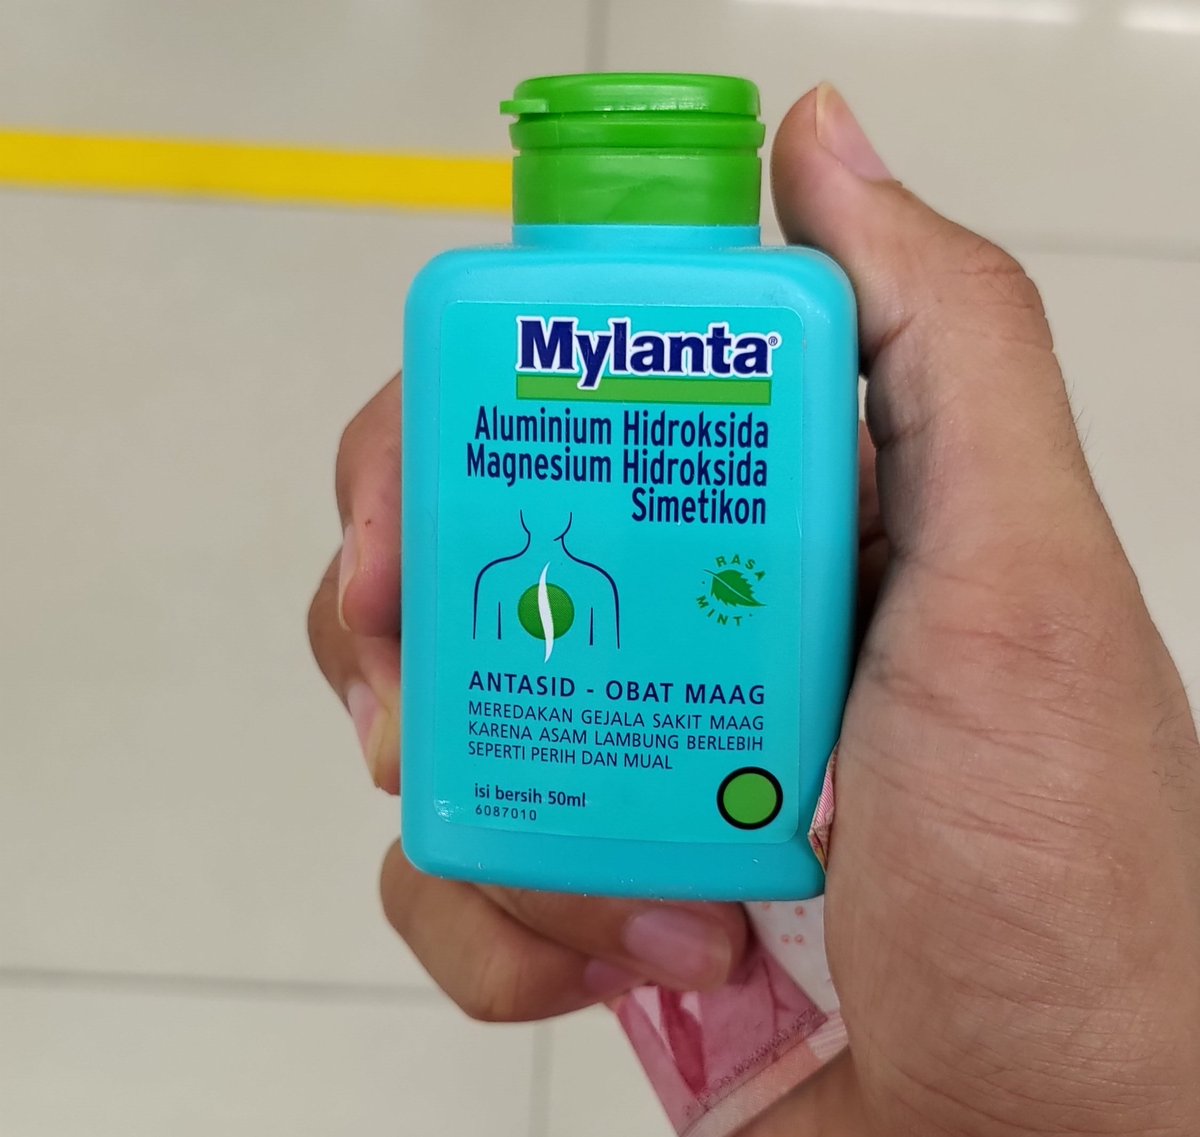 Mylanta®
Aluminium Hidroksida
Magnesium Hidroksida
Simetikon
RASA
MINT
ANTASID - OBAT MAAG
MEREDAKAN GEJALA SAKIT MAAG
KARENA ASAM LAMBUNG BERLEBIH
SEPERTI PERIH DAN MUAL
isi bersih 50ml
6087010